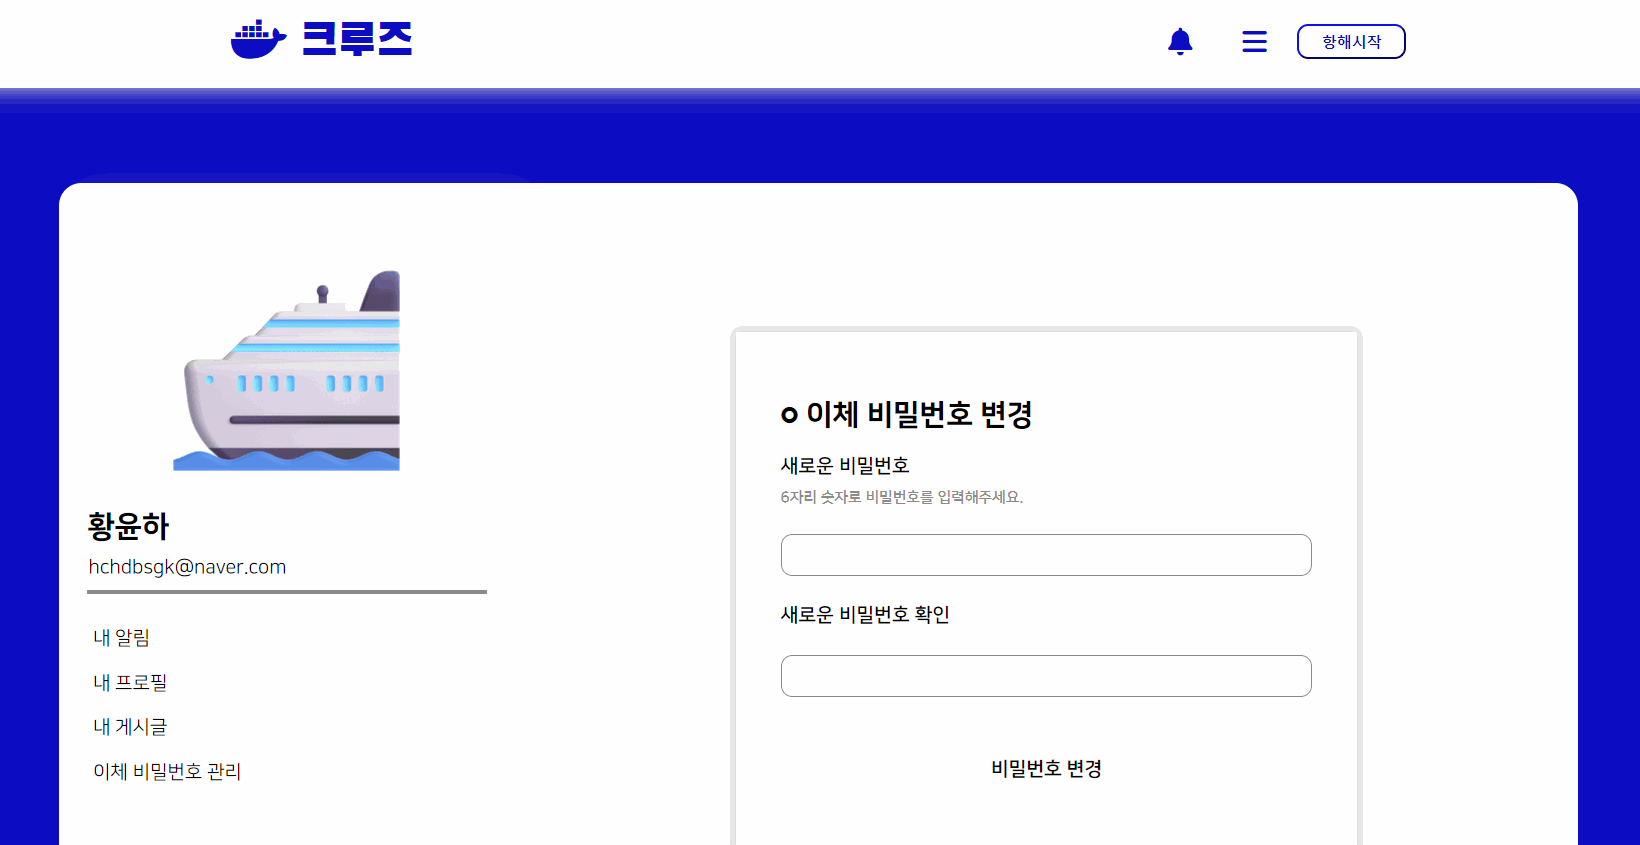 크루즈
항해시작
황윤하
hchdbsgk@naver.com
내 알림
내 프로필
내 게시글
이체 비밀번호 관리
이체 비밀번호 변경
새로운 비밀번호
6자리 숫자로 비밀번호를 입력해주세요.
새로운 비밀번호 확인
비밀번호 변경